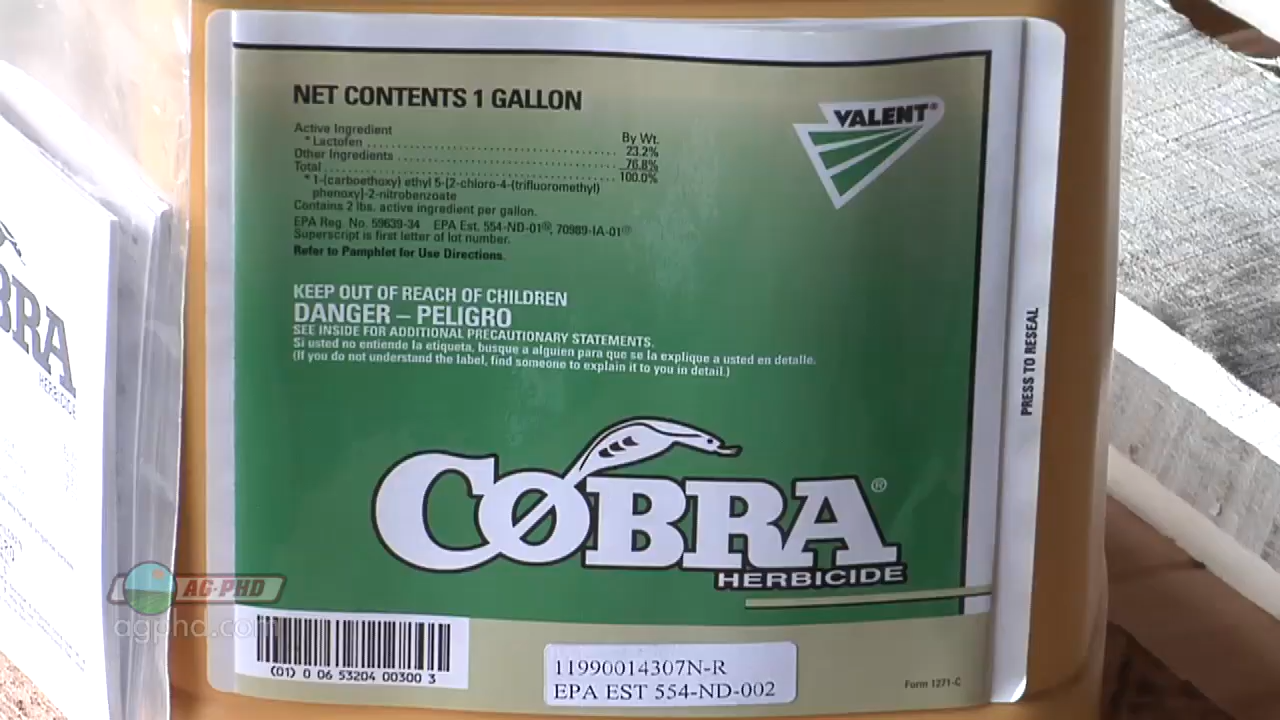 NET CONTENTS 1 GALLON
Active Ingredient By Wt.
* Lactofen 23.2%
Other Ingredients 76.8%
Total 100.0%
* 1-(carboethoxy) ethyl 5-[2-chloro-4-(trifluoromethyl)
phenoxy]-2-nitrobenzoate
Contains 2 lbs. active ingredient per gallon.
EPA Reg. No. 59639-34 EPA Est. 554-ND-01®, 70989-IA-01®
Superscript is first letter of lot number.
Refer to Pamphlet for Use Directions.
VALENT®
KEEP OUT OF REACH OF CHILDREN
DANGER – PELIGRO
SEE INSIDE FOR ADDITIONAL PRECAUTIONARY STATEMENTS.
Si usted no entiende la etiqueta, busque a alguien para que se la explique a usted en detalle.
(If you do not understand the label, find someone to explain it to you in detail.)
PRESS TO RESEAL
COBRA®
HERBICIDE
BRA
HERBICIDE
AG·PHD
agphd.com
(01) 0 06 53204 00300 3
11990014307N-R
EPA EST 554-ND-002
Form 1271-C